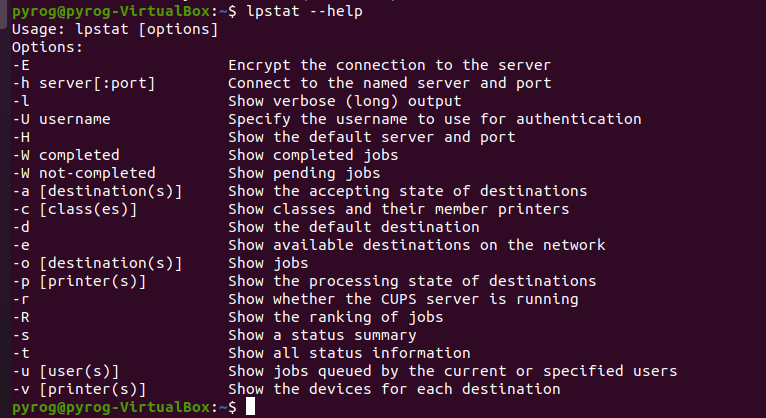 pyrog@pyrog-VirtualBox:~$ lpstat --help
Usage: lpstat [options]
Options:
-E                      Encrypt the connection to the server
-h server[:port]        Connect to the named server and port
-l                      Show verbose (long) output
-U username             Specify the username to use for authentication
-H                      Show the default server and port
-W completed            Show completed jobs
-W not-completed        Show pending jobs
-a [destination(s)]     Show the accepting state of destinations
-c [class(es)]          Show classes and their member printers
-d                      Show the default destination
-e                      Show available destinations on the network
-o [destination(s)]     Show jobs
-p [printer(s)]         Show the processing state of destinations
-r                      Show whether the CUPS server is running
-R                      Show the ranking of jobs
-s                      Show a status summary
-t                      Show all status information
-u [user(s)]            Show jobs queued by the current or specified users
-v [printer(s)]         Show the devices for each destination
pyrog@pyrog-VirtualBox:~$